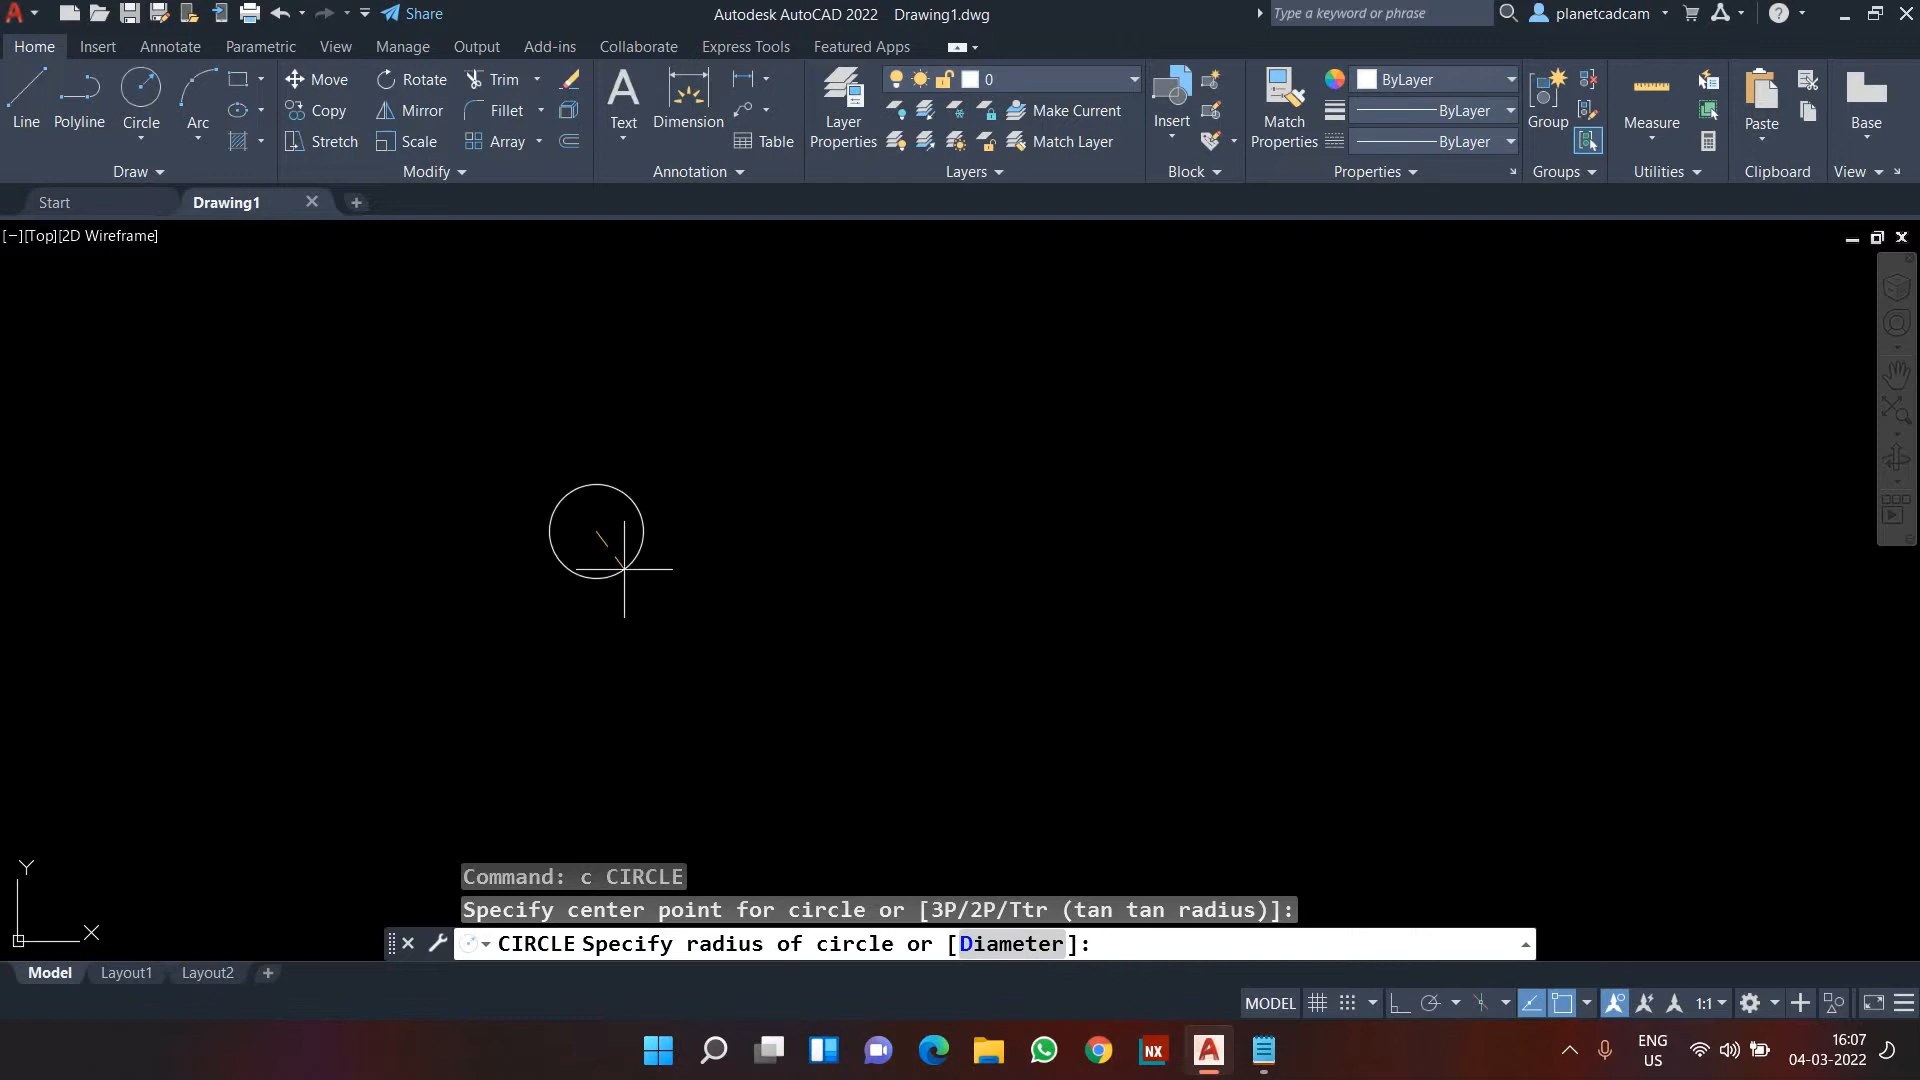 Share
Autodesk AutoCAD 2022 Drawing1.dwg
Type a keyword or phrase
planetcadcam
Home Insert Annotate Parametric View Manage Output Add-ins Collaborate Express Tools Featured Apps
Line Polyline Circle Arc
Move Rotate Trim
Copy Mirror Fillet
Stretch Scale Array
Text Dimension
Table
Layer
Properties
0
Make Current
Match Layer
Insert
Match
Properties
ByLayer
ByLayer
ByLayer
Group
Measure
Paste
Base
Draw Modify Annotation Layers Block Properties Groups Utilities Clipboard View
Start Drawing1
[−][Top][2D Wireframe]
Y
X
Command: c CIRCLE
Specify center point for circle or [3P/2P/Ttr (tan tan radius)]:
CIRCLE Specify radius of circle or [Diameter]:
Model Layout1 Layout2
MODEL 1:1
NX
ENG
US
16:07
04-03-2022